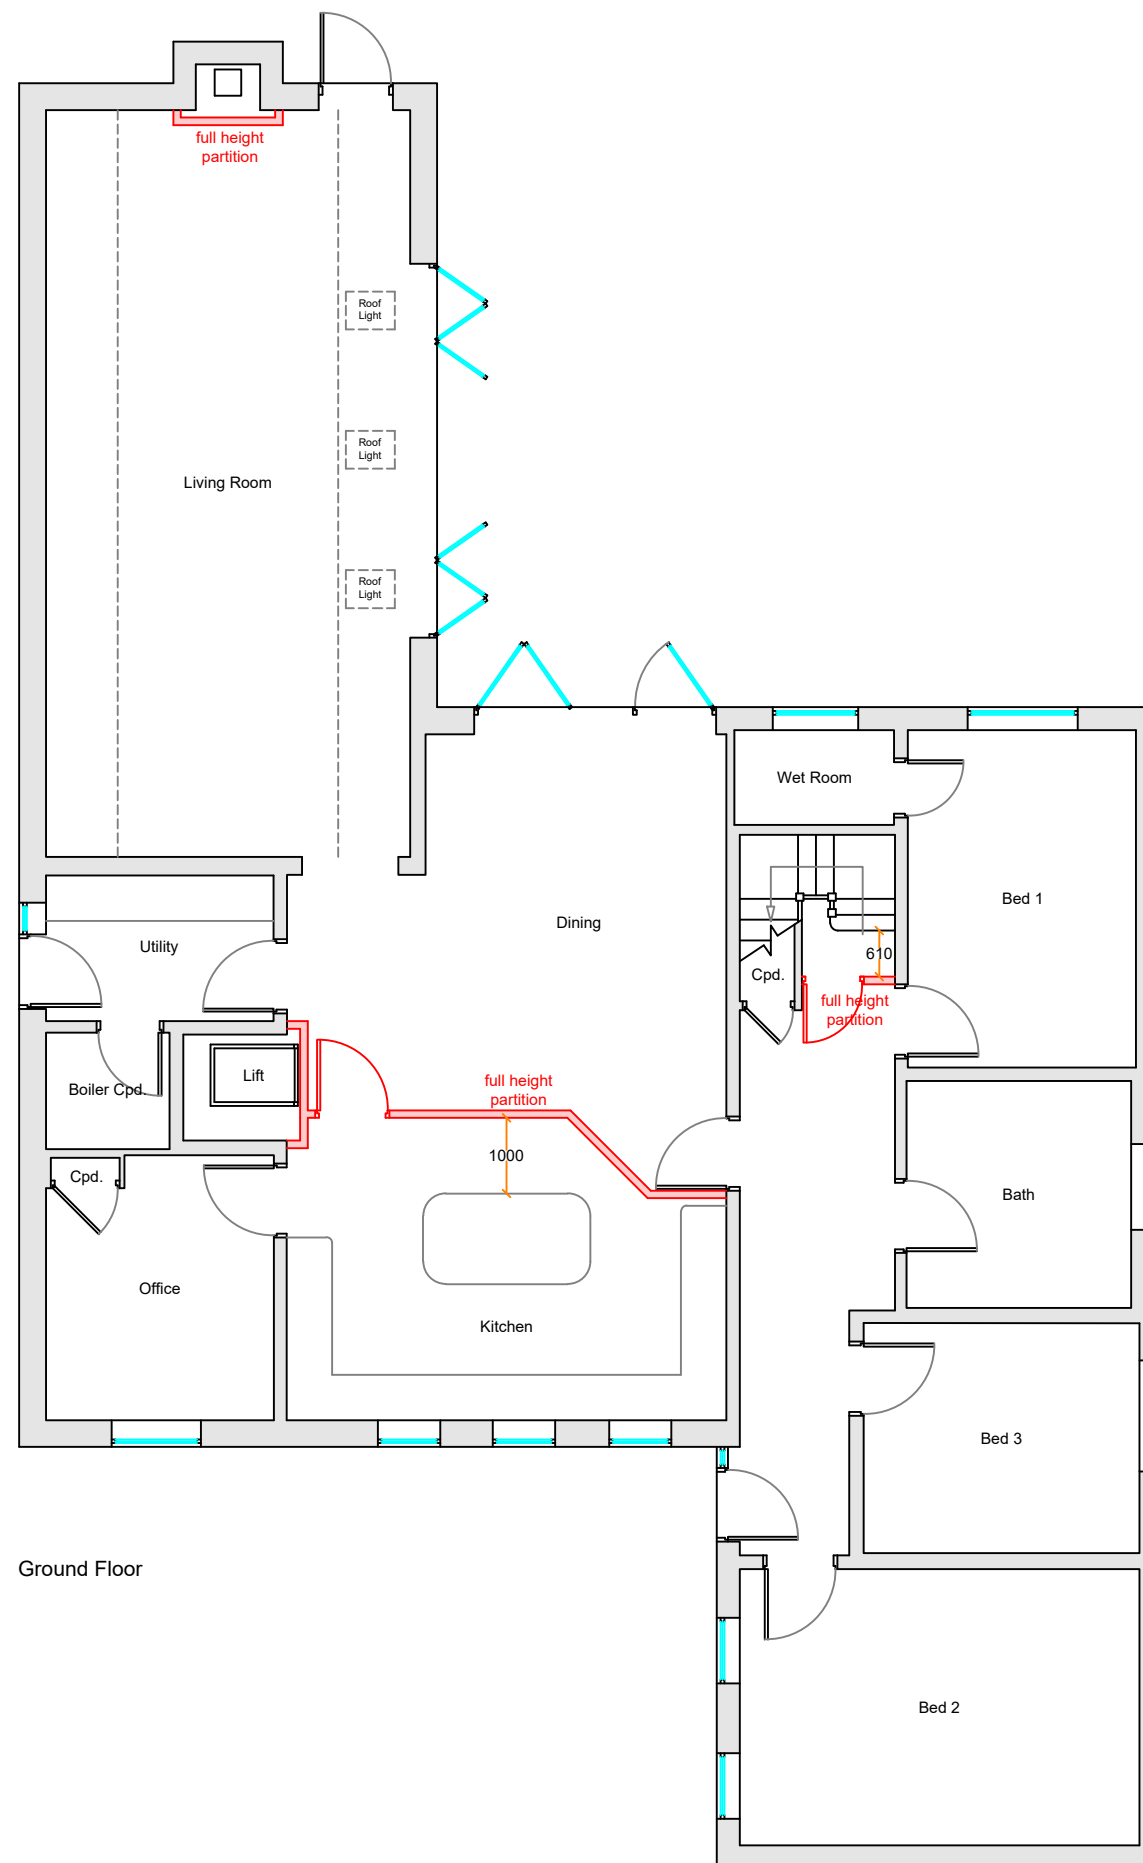 full height
partition
Roof
Light
Roof
Light
Living Room
Roof
Light
Wet Room
Bed 1
Dining
Utility
610
Cpd.
full height
partition
Lift
Boiler Cpd.
full height
partition
1000
Cpd.
Bath
Office
Kitchen
Bed 3
Ground Floor
Bed 2